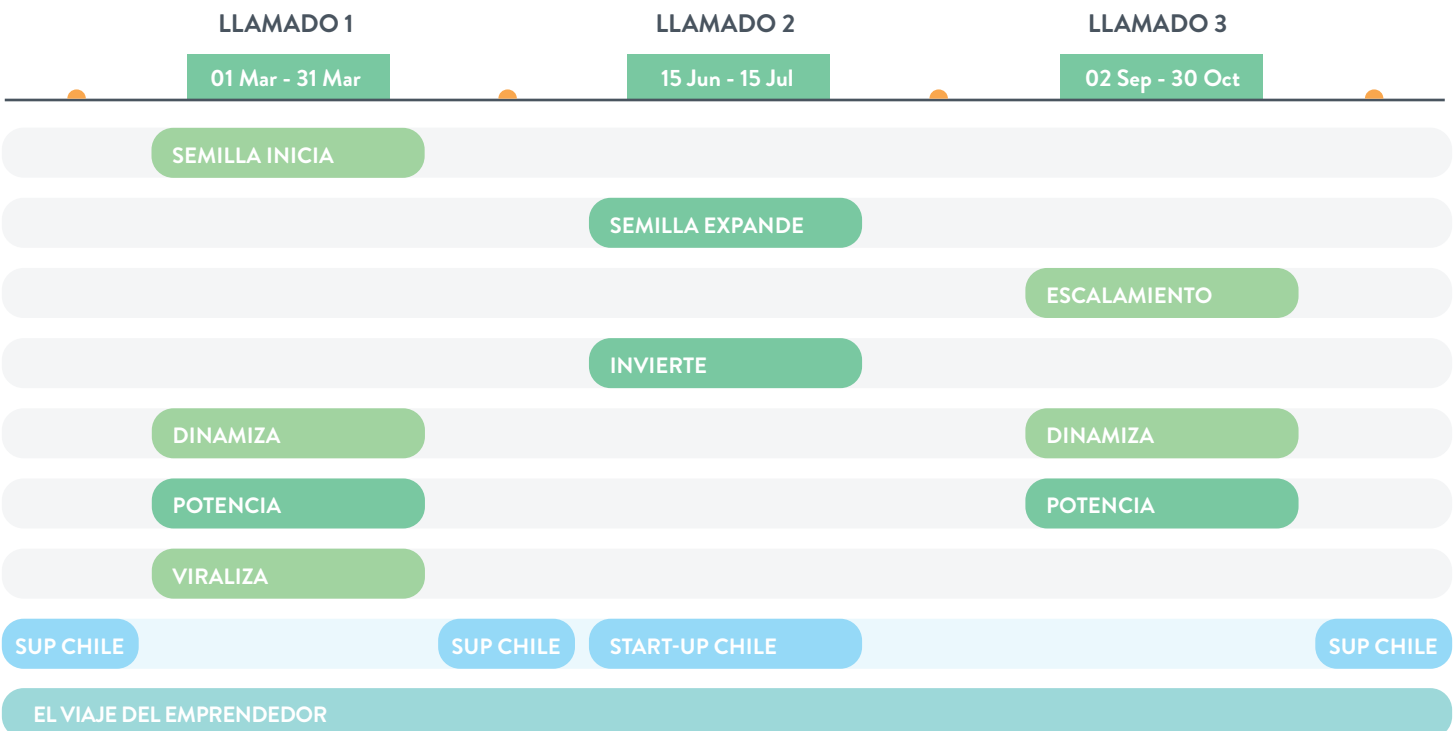 LLAMADO 1
LLAMADO 2
LLAMADO 3
01 Mar - 31 Mar
15 Jun - 15 Jul
02 Sep - 30 Oct
SEMILLA INICIA
SEMILLA EXPANDE
ESCALAMIENTO
INVIERTE
DINAMIZA
DINAMIZA
POTENCIA
POTENCIA
VIRALIZA
SUP CHILE
SUP CHILE
START-UP CHILE
SUP CHILE
EL VIAJE DEL EMPRENDEDOR